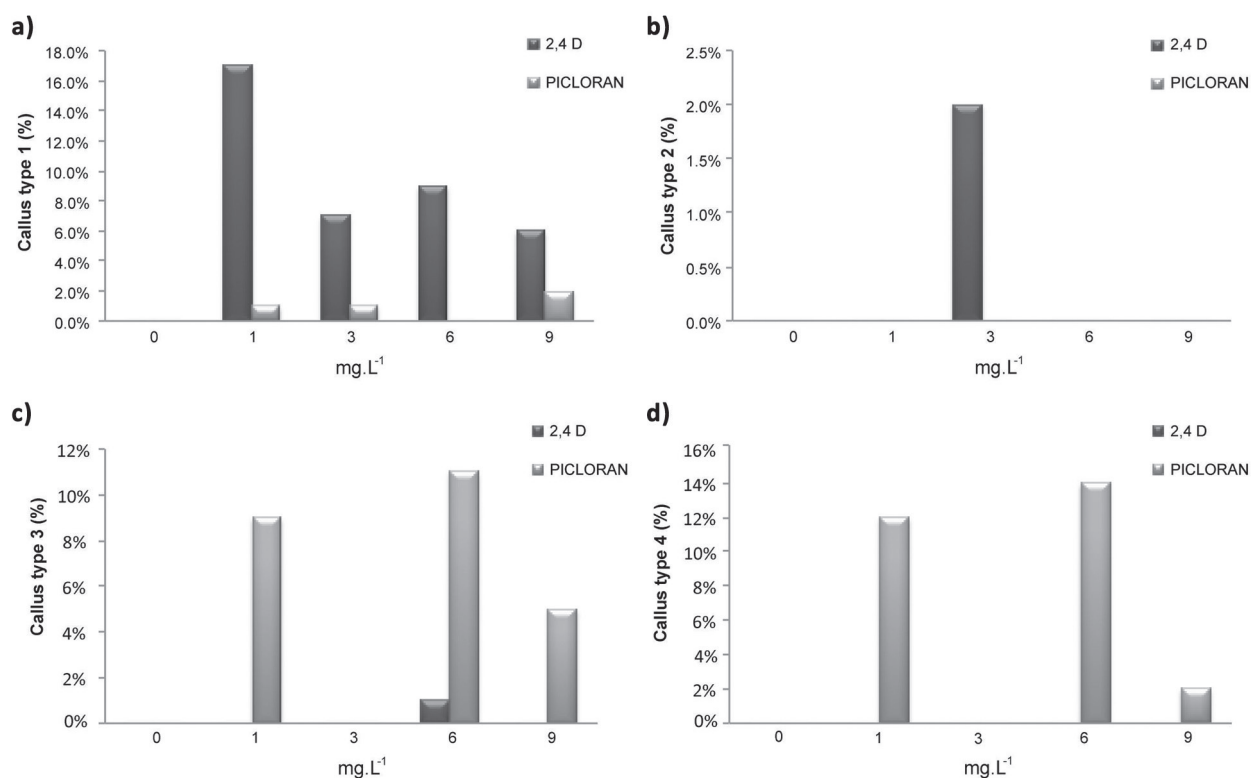 a)
2,4 D
PICLORAN
Callus type 1 (%)
18.0%
16.0%
14.0%
12.0%
10.0%
8.0%
6.0%
4.0%
2.0%
0.0%
0 1 3 6 9
mg.L-1
b)
2,4 D
PICLORAN
Callus type 2 (%)
2.5%
2.0%
1.5%
1.0%
0.5%
0.0%
0 1 3 6 9
mg.L-1
c)
2,4 D
PICLORAN
Callus type 3 (%)
12%
10%
8%
6%
4%
2%
0%
0 1 3 6 9
mg.L-1
d)
2,4 D
PICLORAN
Callus type 4 (%)
16%
14%
12%
10%
8%
6%
4%
2%
0%
0 1 3 6 9
mg.L-1